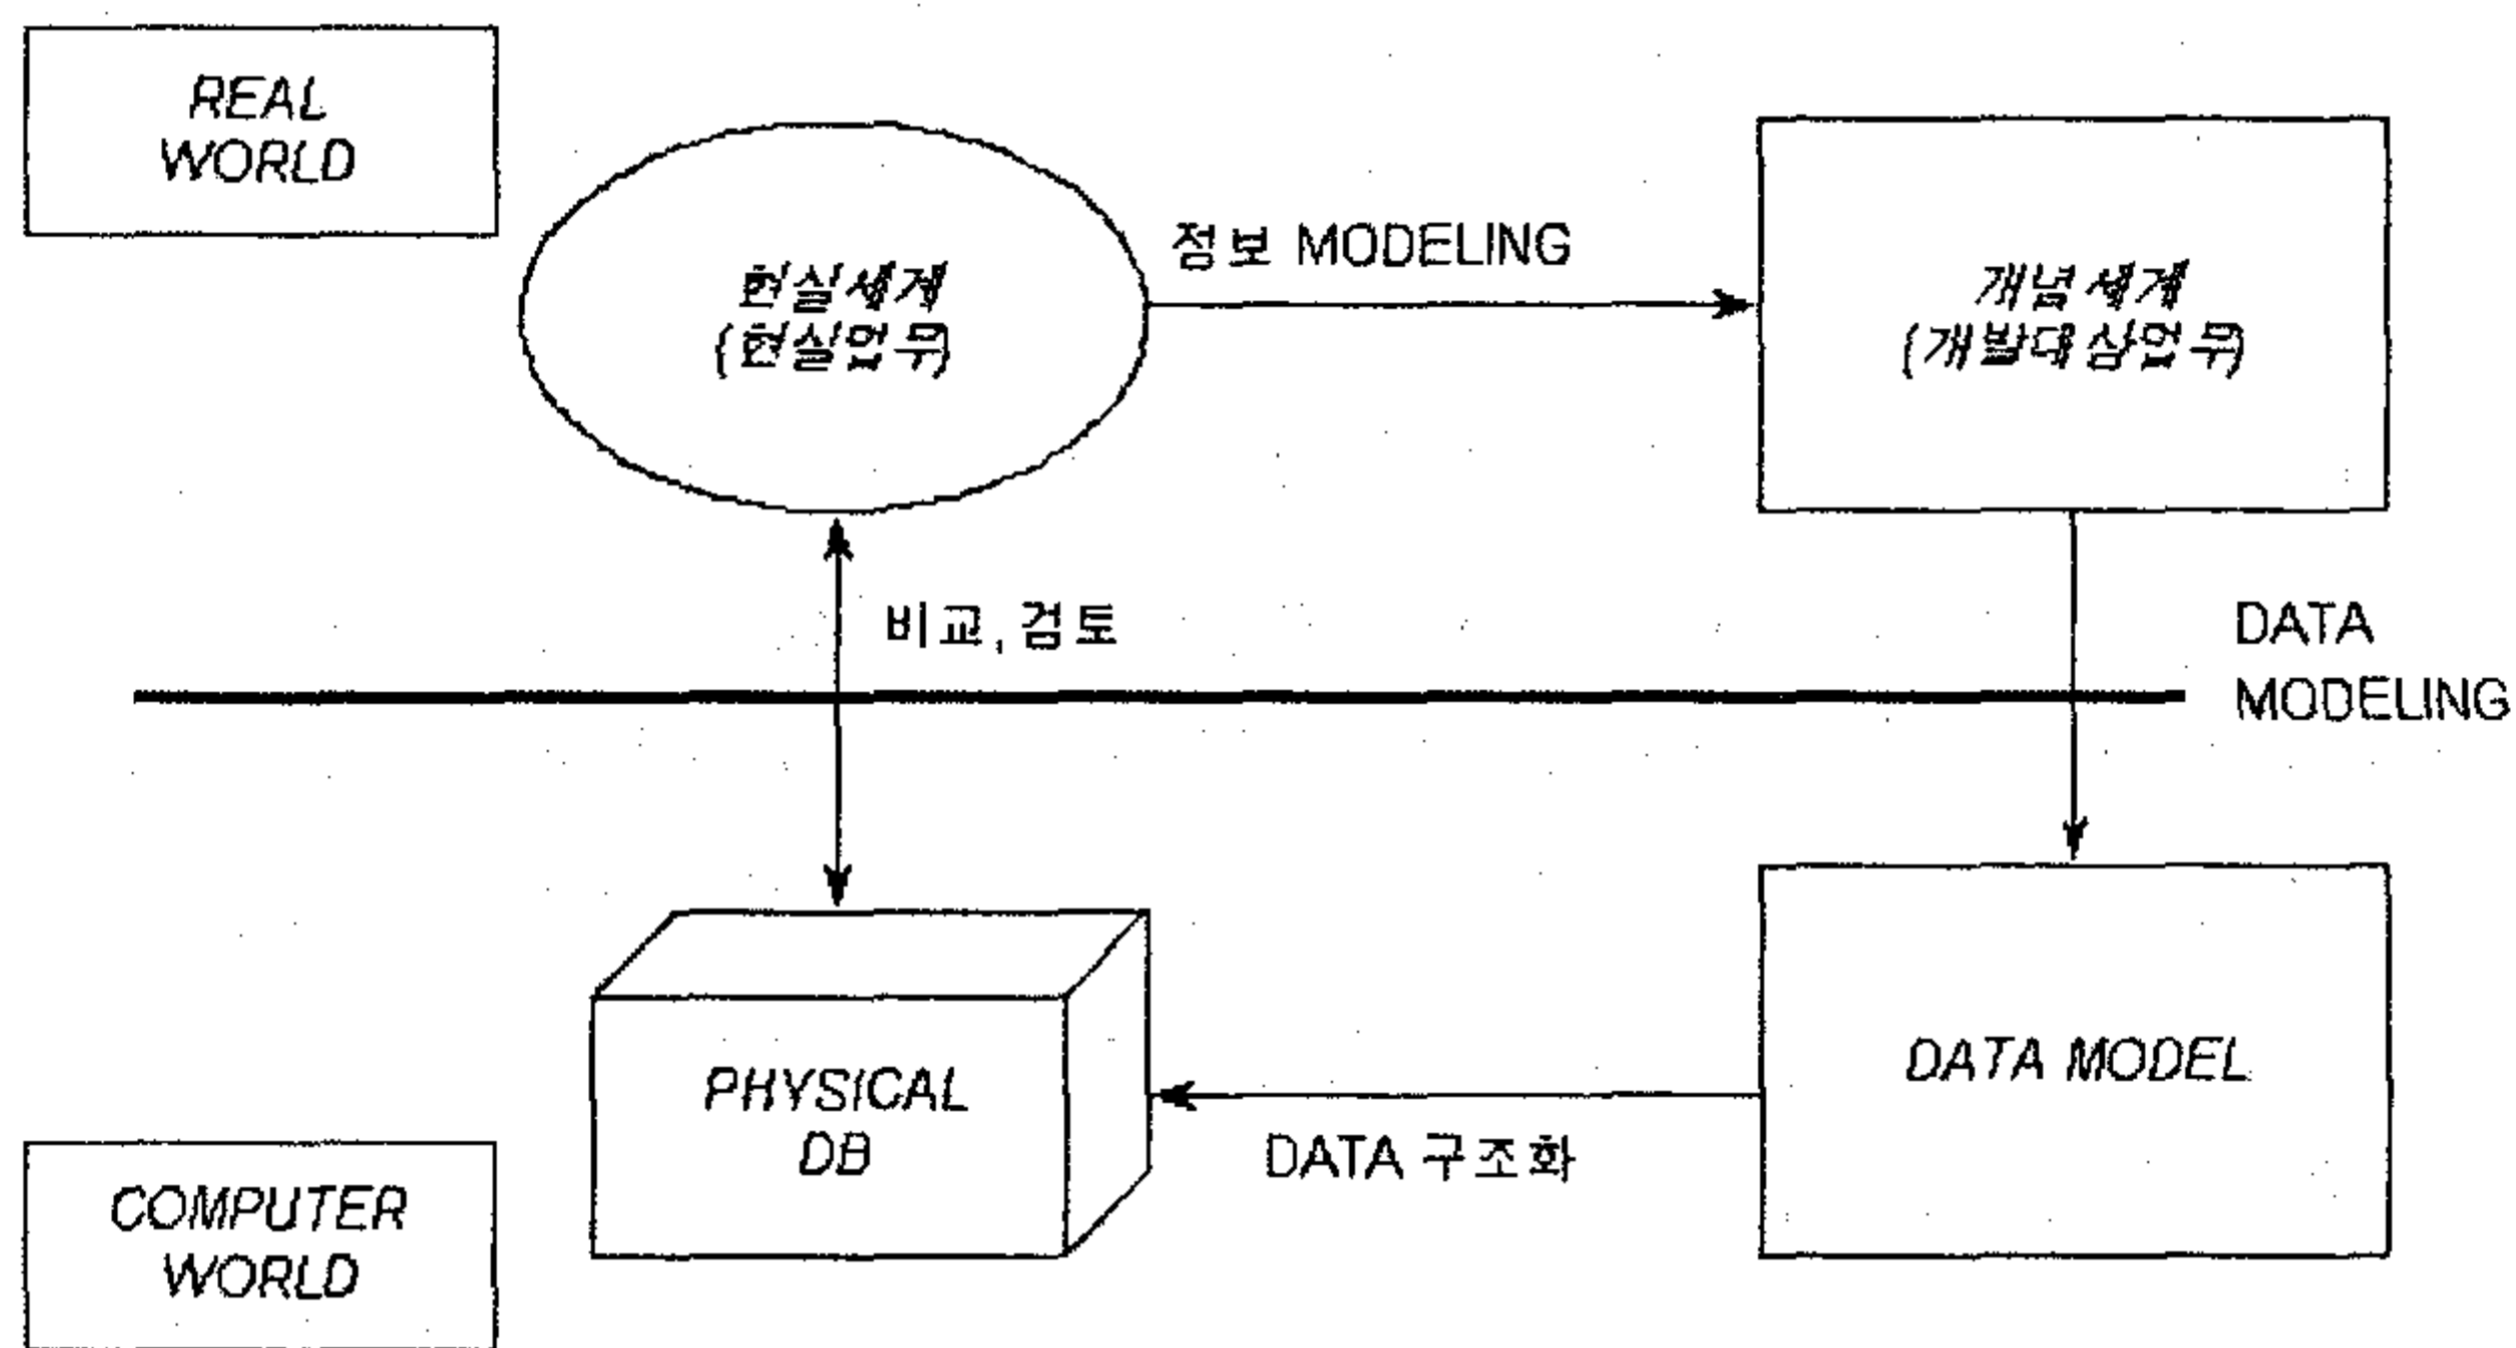 REAL
WORLD
현실세계
(현실업무)
정보 MODELING
개념세계
(개발대상업무)
비교, 검토
DATA
MODELING
PHYSICAL
DB
DATA 구조화
DATA MODEL
COMPUTER
WORLD